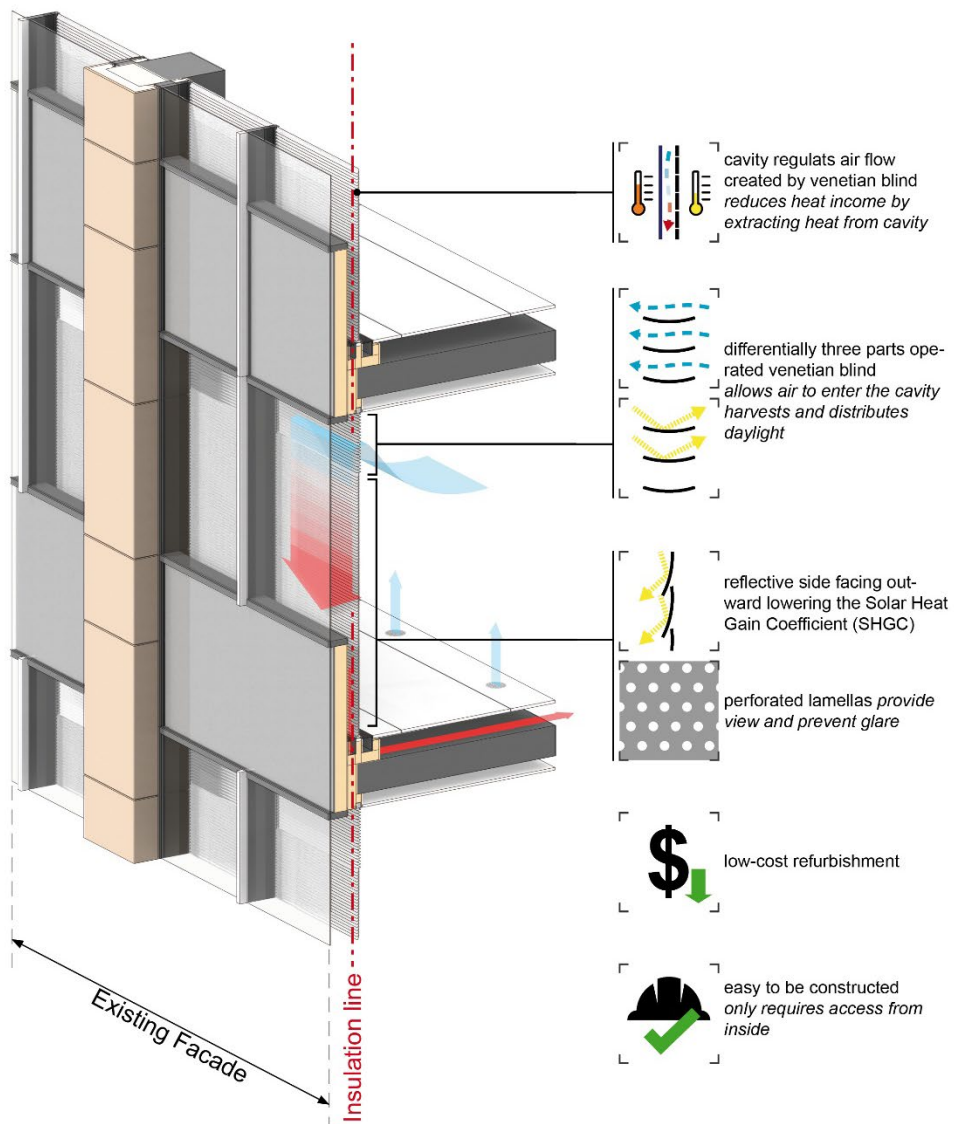 cavity regulats air flow
created by venetian blind
reduces heat income by
extracting heat from cavity
differentially three parts ope-
rated venetian blind
allows air to enter the cavity
harvests and distributes
daylight
reflective side facing out-
ward lowering the Solar Heat
Gain Coefficient (SHGC)
perforated lamellas provide
view and prevent glare
$
low-cost refurbishment
easy to be constructed
only requires access from
inside
Existing Facade
Insulation line